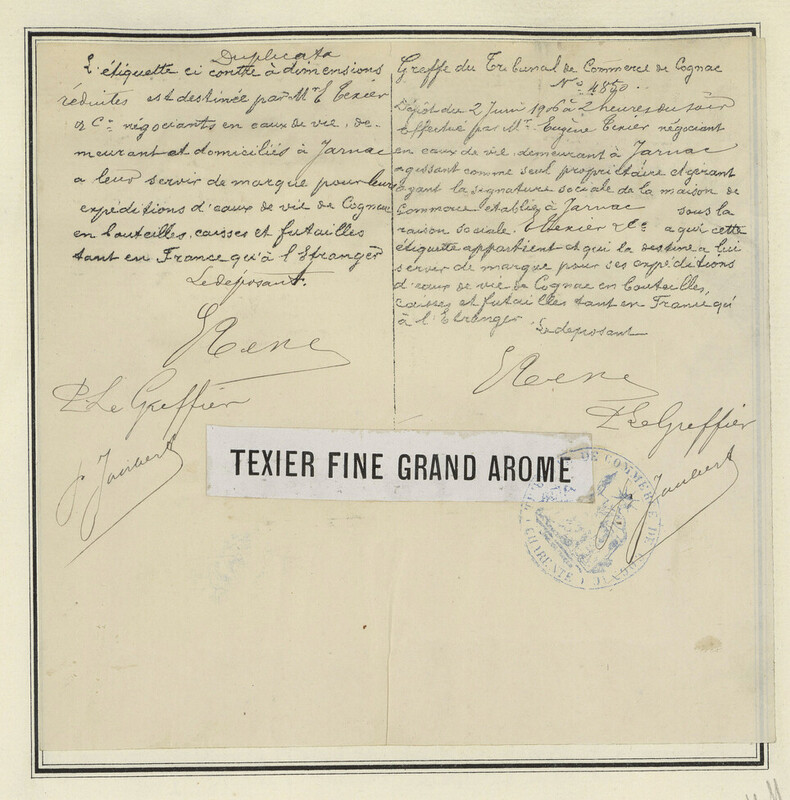 Duplicata
L'étiquette ci contre à dimensions
réduites est destinée par Mr E Texier
& Cie négociants en eaux de vie, de-
meurant et domiciliés à Jarnac
a leur servir de marque pour leurs
expéditions d'eaux de vie de Cognac
en bouteilles, caisses et futailles
tant en France qu'à l'Etranger
Le déposant.
P. Le Greffier
Greffe du Tribunal de Commerce de Cognac
Dépôt du 2 Juin 1906 à 2 heures du soir
Effectué par Mr Eugène Texier négociant
en eaux de vie demeurant à Jarnac
agissant comme seul propriétaire et gérant
ayant la signature sociale de la maison de
Commerce établie à Jarnac sous la
raison sociale. E Texier & Cie a qui cette
étiquette appartient et qui la destine a lui
servir de marque pour ses expéditions
d'eaux de vie de Cognac en bouteilles,
caisses et futailles tant en France qu'
à l'Etranger
Le deposant
P. Le Greffier
TEXIER FINE GRAND AROME
DE COMMERCE DE
CHARENTE